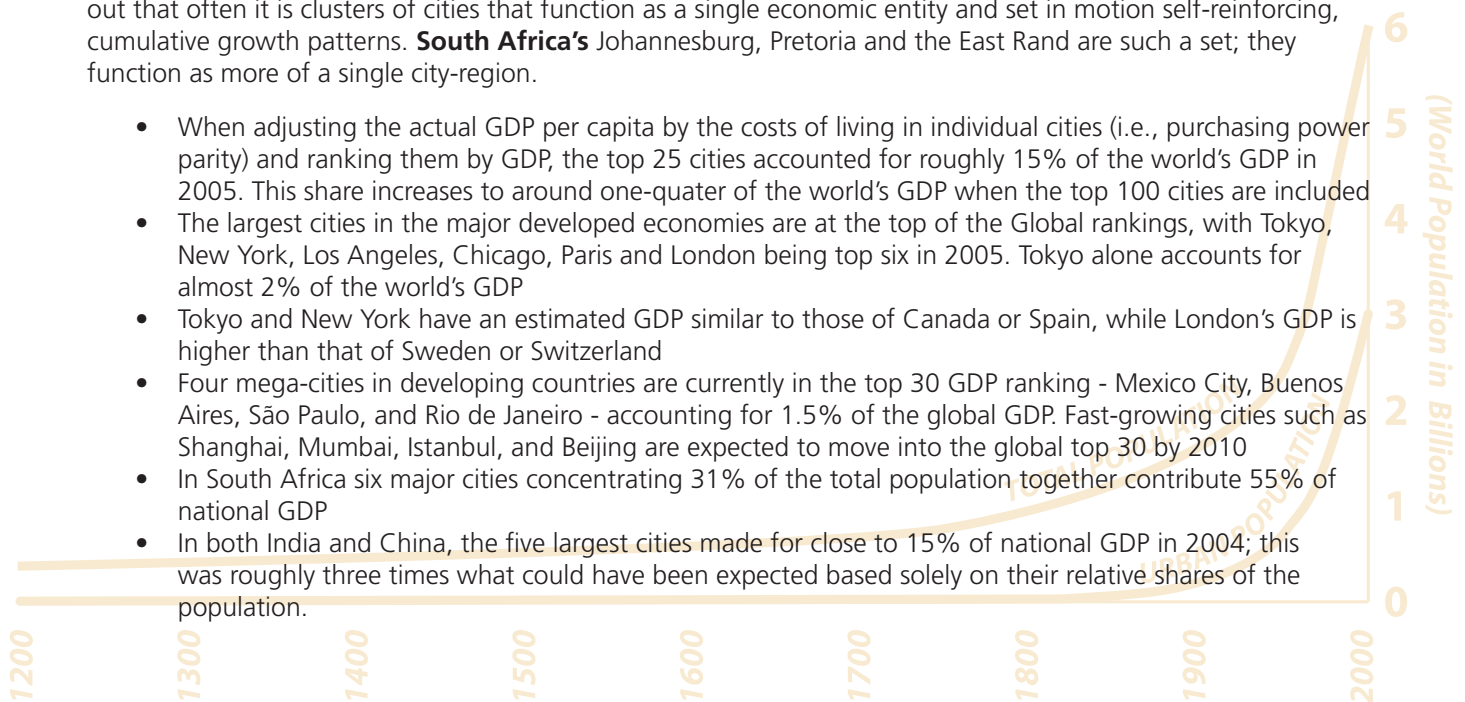 out that often it is clusters of cities that function as a single economic entity and set in motion self-reinforcing,
cumulative growth patterns. South Africa's Johannesburg, Pretoria and the East Rand are such a set; they
function as more of a single city-region.
• When adjusting the actual GDP per capita by the costs of living in individual cities (i.e., purchasing power
parity) and ranking them by GDP, the top 25 cities accounted for roughly 15% of the world's GDP in
2005. This share increases to around one-quater of the world's GDP when the top 100 cities are included
• The largest cities in the major developed economies are at the top of the Global rankings, with Tokyo,
New York, Los Angeles, Chicago, Paris and London being top six in 2005. Tokyo alone accounts for
almost 2% of the world's GDP
• Tokyo and New York have an estimated GDP similar to those of Canada or Spain, while London's GDP is
higher than that of Sweden or Switzerland
• Four mega-cities in developing countries are currently in the top 30 GDP ranking - Mexico City, Buenos
Aires, São Paulo, and Rio de Janeiro - accounting for 1.5% of the global GDP. Fast-growing cities such as
Shanghai, Mumbai, Istanbul, and Beijing are expected to move into the global top 30 by 2010
• In South Africa six major cities concentrating 31% of the total population together contribute 55% of
national GDP
• In both India and China, the five largest cities made for close to 15% of national GDP in 2004; this
was roughly three times what could have been expected based solely on their relative shares of the
population.
TOTAL POPULATION
URBAN POPULATION
6
5
4
3
2
1
0
(World Population in Billions)
1200
1300
1400
1500
1600
1700
1800
1900
2000